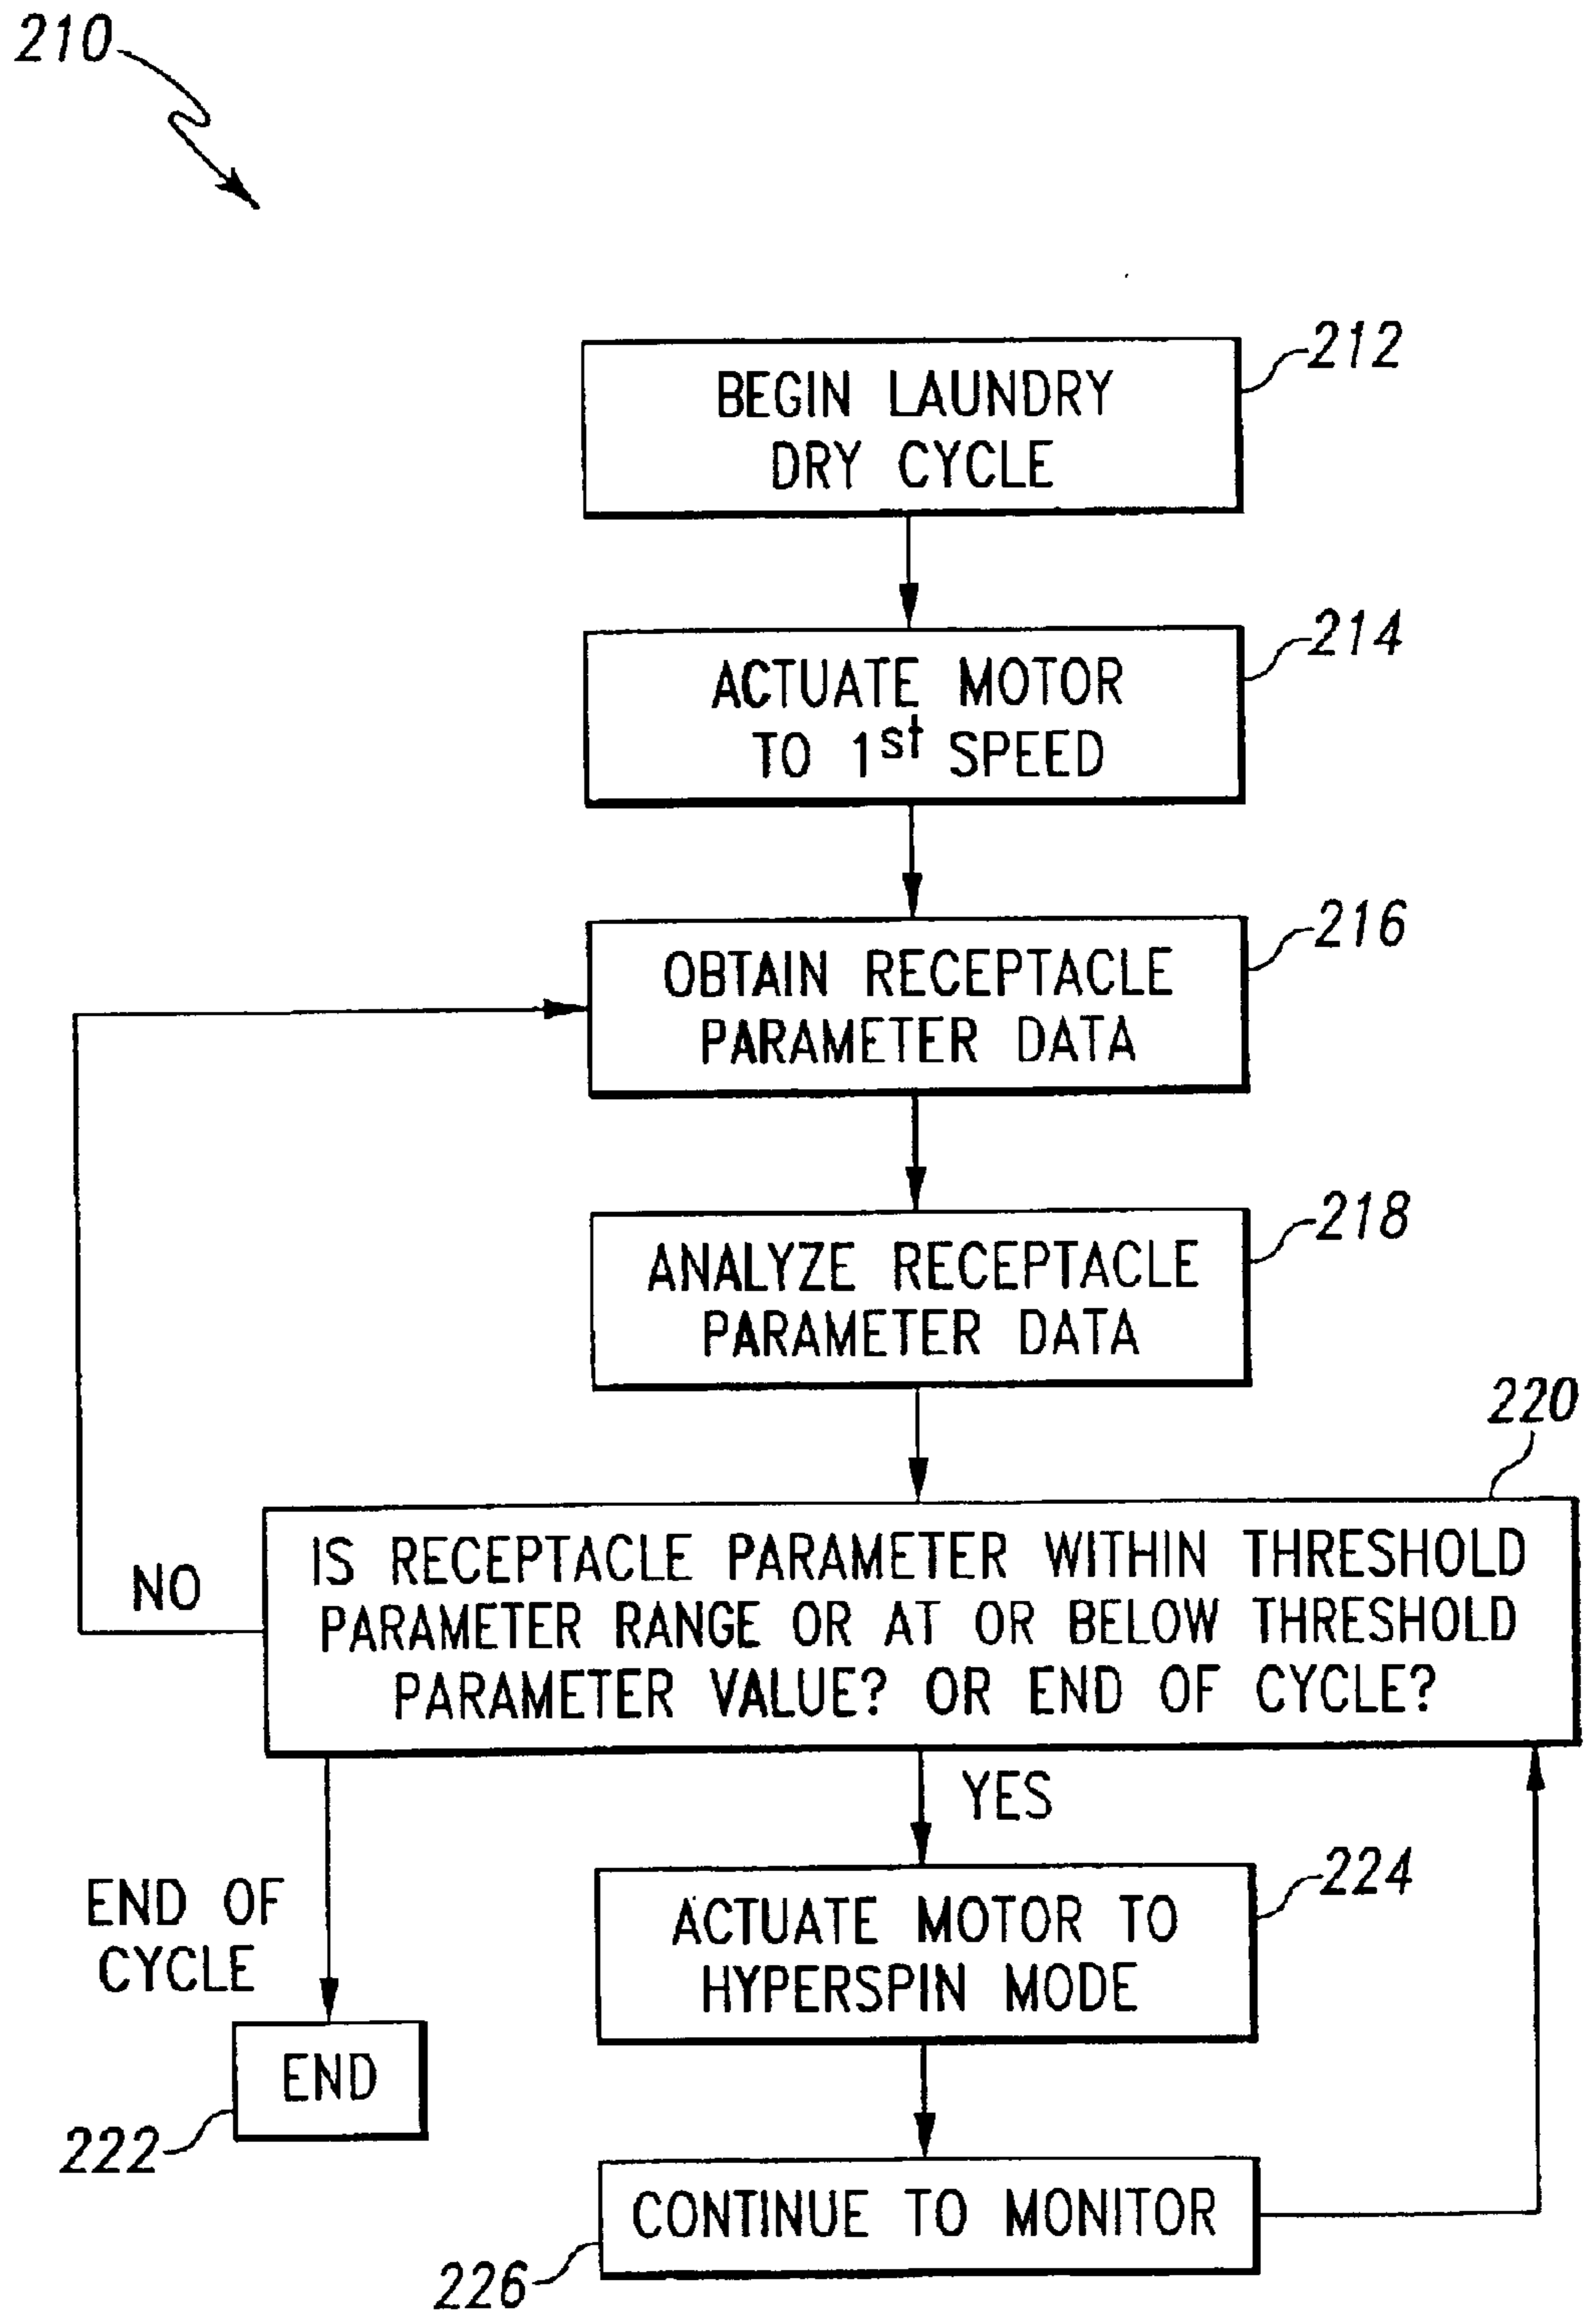 210
212
BEGIN LAUNDRY
DRY CYCLE
214
ACTUATE MOTOR
TO 1st SPEED
216
OBTAIN RECEPTACLE
PARAMETER DATA
218
ANALYZE RECEPTACLE
PARAMETER DATA
220
IS RECEPTACLE PARAMETER WITHIN THRESHOLD
PARAMETER RANGE OR AT OR BELOW THRESHOLD
PARAMETER VALUE? OR END OF CYCLE?
NO
YES
END OF
CYCLE
224
ACTUATE MOTOR TO
HYPERSPIN MODE
END
222
CONTINUE TO MONITOR
226